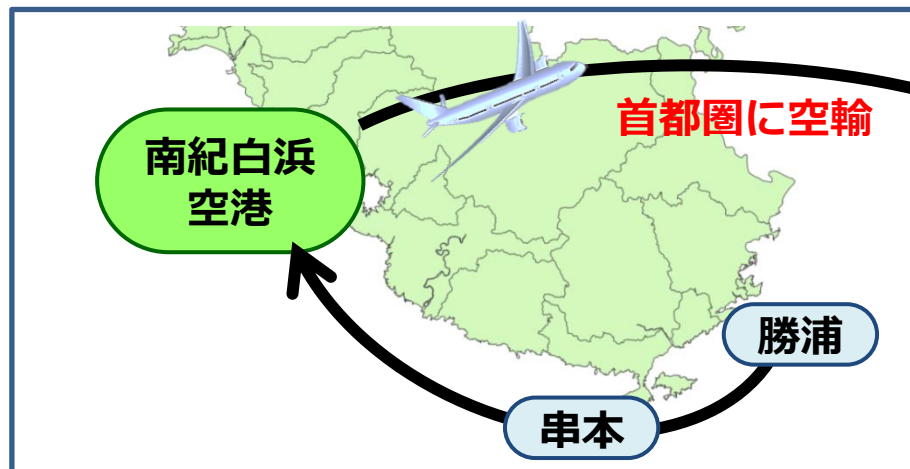 首都圏に空輸
南紀白浜
空港
勝浦
串本